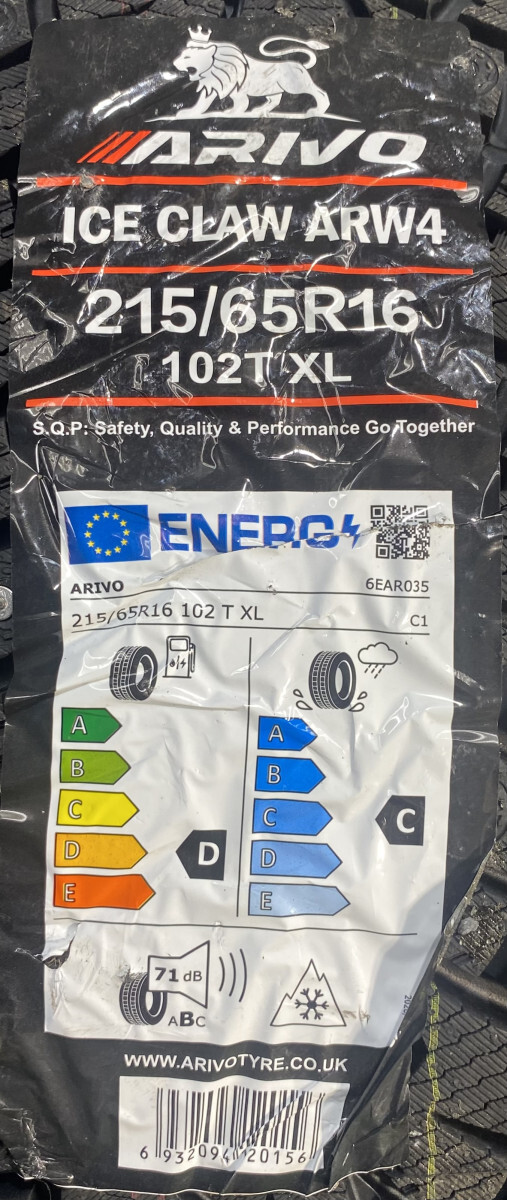 ARIVO
ICE CLAW ARW4
215/65R16
102T XL
S.Q.P: Safety, Quality & Performance Go Together
ENERG
ARIVO 6EAR035
215/65R16 102 T XL C1
A A
B B
C C C
D D D
E E
71 dB
ABC
WWW.ARIVOTYRE.CO.UK
6 932094 120156